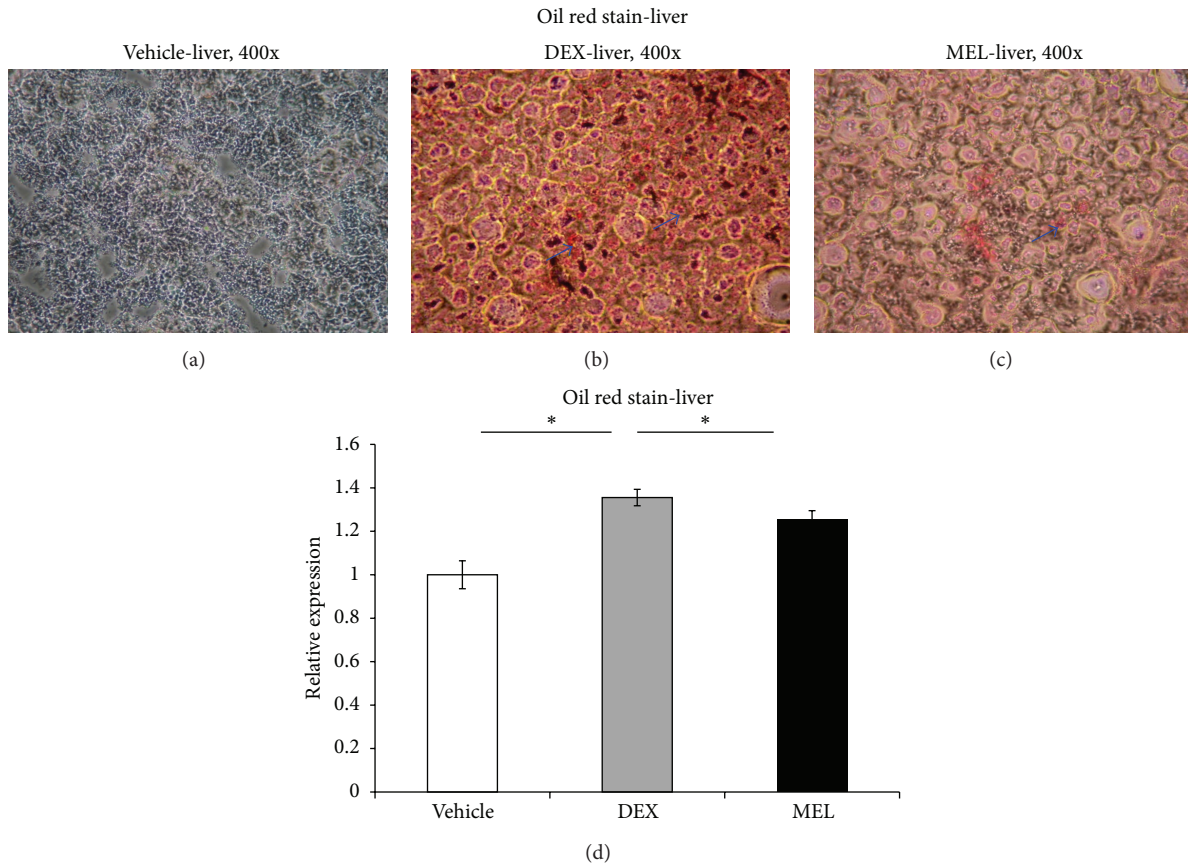 Oil red stain-liver
Vehicle-liver, 400x
DEX-liver, 400x
MEL-liver, 400x
(a)
(b)
(c)
Oil red stain-liver
*
*
1.6
1.4
1.2
1
0.8
0.6
0.4
0.2
0
Relative expression
Vehicle
DEX
MEL
(d)